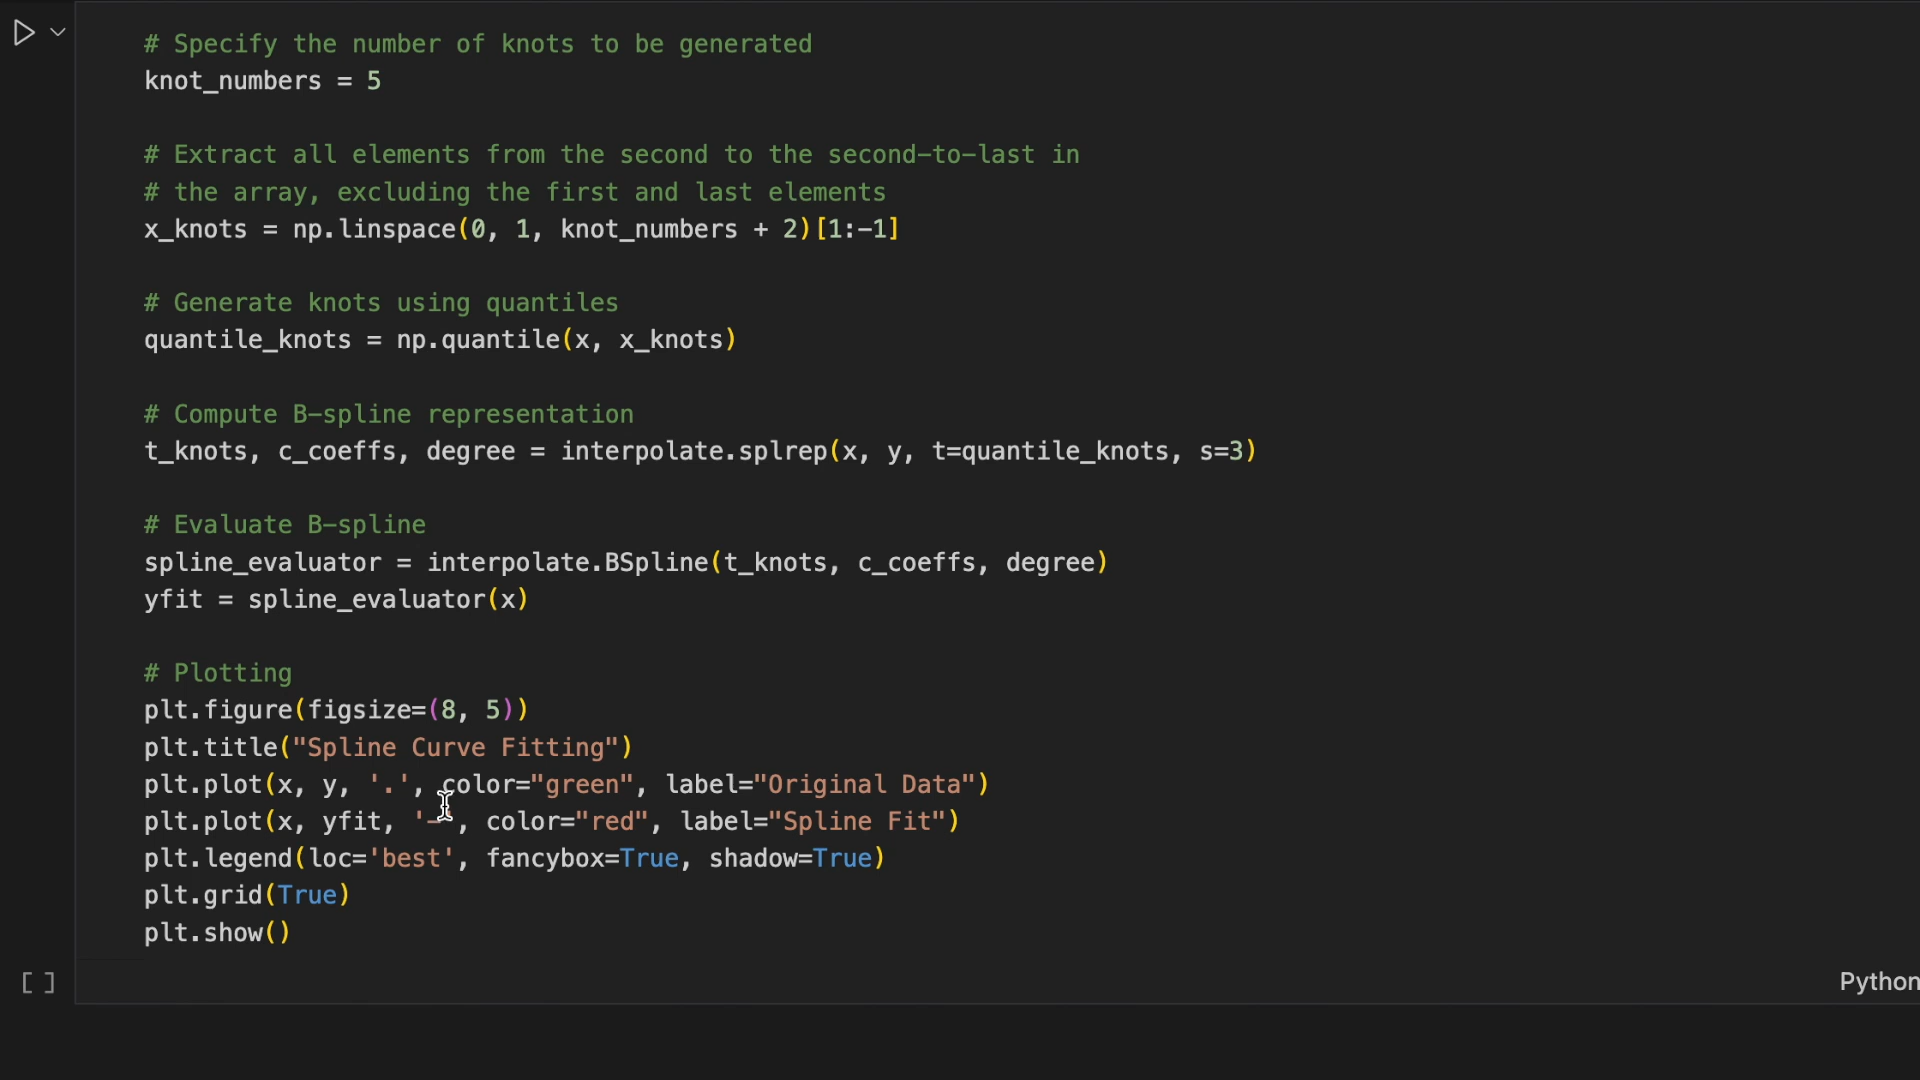 # Specify the number of knots to be generated
knot_numbers = 5
# Extract all elements from the second to the second-to-last in
# the array, excluding the first and last elements
x_knots = np.linspace(0, 1, knot_numbers + 2)[1:-1]
# Generate knots using quantiles
quantile_knots = np.quantile(x, x_knots)
# Compute B-spline representation
t_knots, c_coeffs, degree = interpolate.splrep(x, y, t=quantile_knots, s=3)
# Evaluate B-spline
spline_evaluator = interpolate.BSpline(t_knots, c_coeffs, degree)
yfit = spline_evaluator(x)
# Plotting
plt.figure(figsize=(8, 5))
plt.title("Spline Curve Fitting")
plt.plot(x, y, '.', color="green", label="Original Data")
plt.plot(x, yfit, '-', color="red", label="Spline Fit")
plt.legend(loc='best', fancybox=True, shadow=True)
plt.grid(True)
plt.show()
[ ]
Python